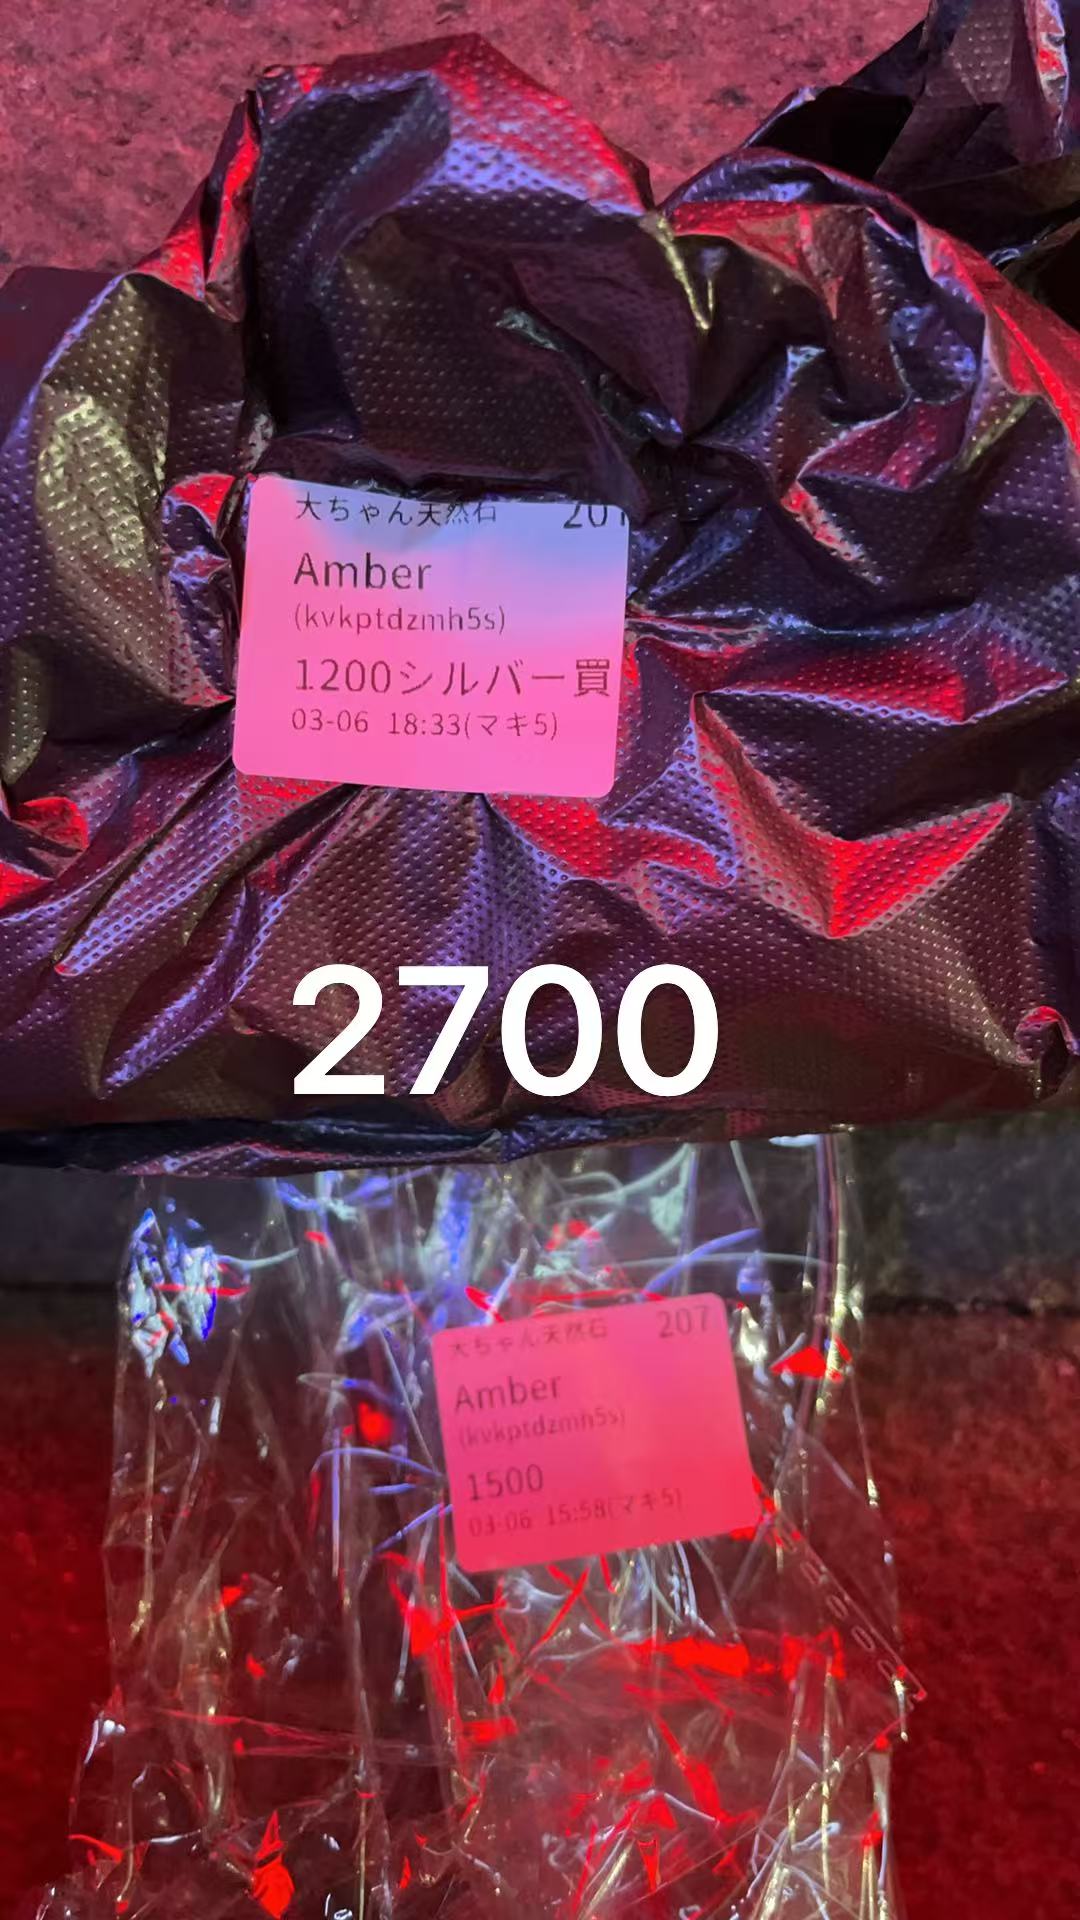 大ちゃん天然石 207
Amber
(kvkptdzmh5s)
1200シルバー買
03-06 18:33(マキ5)
2700
大ちゃん天然石 207
Amber
(kvkptdzmh5s)
1500
03-06 15:58(マキ5)